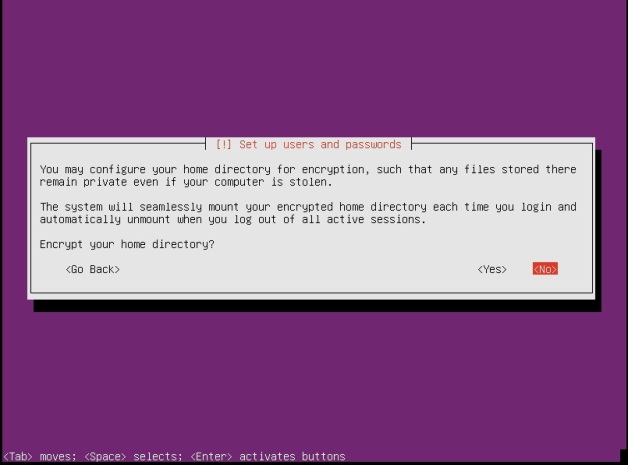 [!] Set up users and passwords
You may configure your home directory for encryption, such that any files stored there
remain private even if your computer is stolen.
The system will seamlessly mount your encrypted home directory each time you login and
automatically unmount when you log out of all active sessions.
Encrypt your home directory?
<Go Back> <Yes> <No>
<Tab> moves; <Space> selects; <Enter> activates buttons